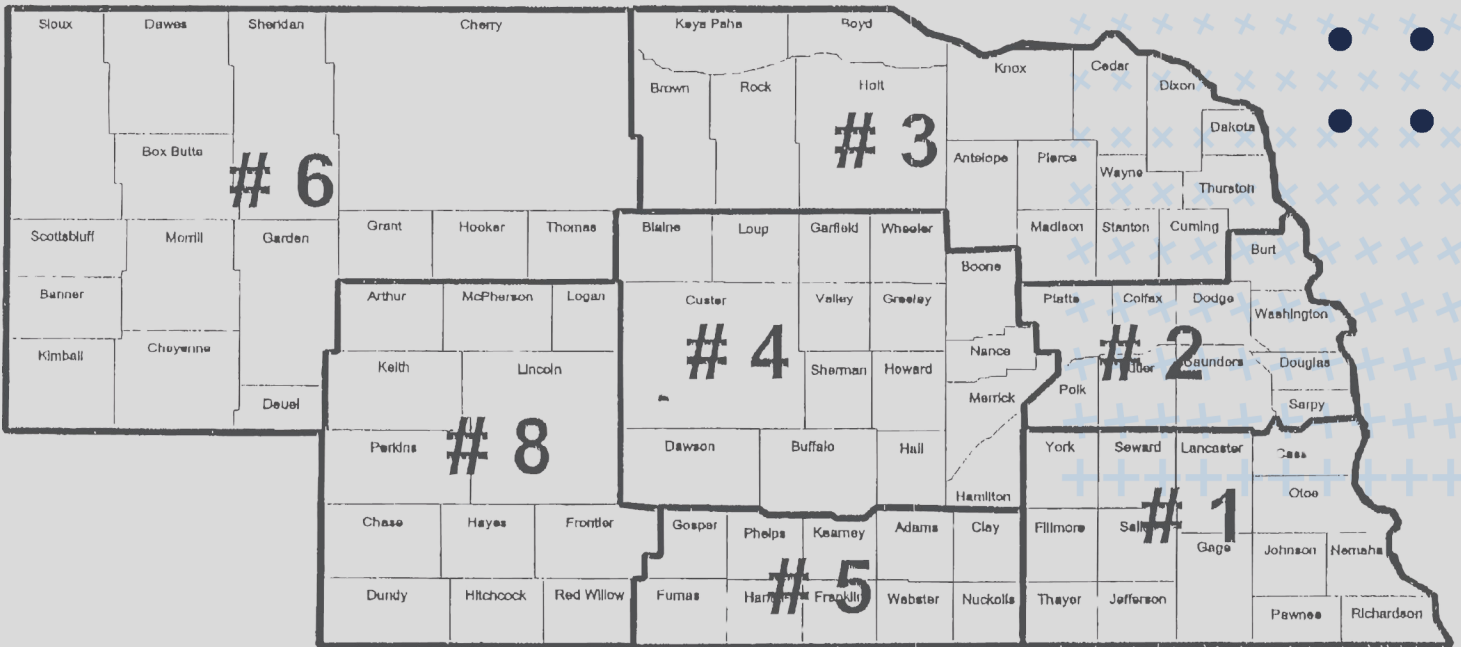 Sioux Dawes Sheridan Cherry Keya Paha Boyd
Knox Cedar Dixon
Brown Rock Holt
Dakota
# 3
Box Butte Antelope Pierce Wayne
# 6
Thurston
Scottsbluff Morrill Garden Grant Hooker Thomas Blaine Loup Garfield Wheeler Madison Stanton Cuming
Burt
Boone
Banner Arthur McPherson Logan Custer Valley Greeley Platte Colfax Dodge
Washington
Kimball Cheyenne # 4 Nance # 2
Keith Lincoln Sherman Howard Saunders Douglas
Deuel Merrick Polk Sarpy
Perkins # 8 Dawson Buffalo Hall York Seward Lancaster Cass
Hamilton Otoe
# 1
Chase Hayes Frontier Gosper Phelps Kearney Adams Clay Fillmore
Gage Johnson Nemaha
# 5
Dundy Hitchcock Red Willow Furnas Franklin Webster Nuckolls Thayer Jefferson
Pawnee Richardson